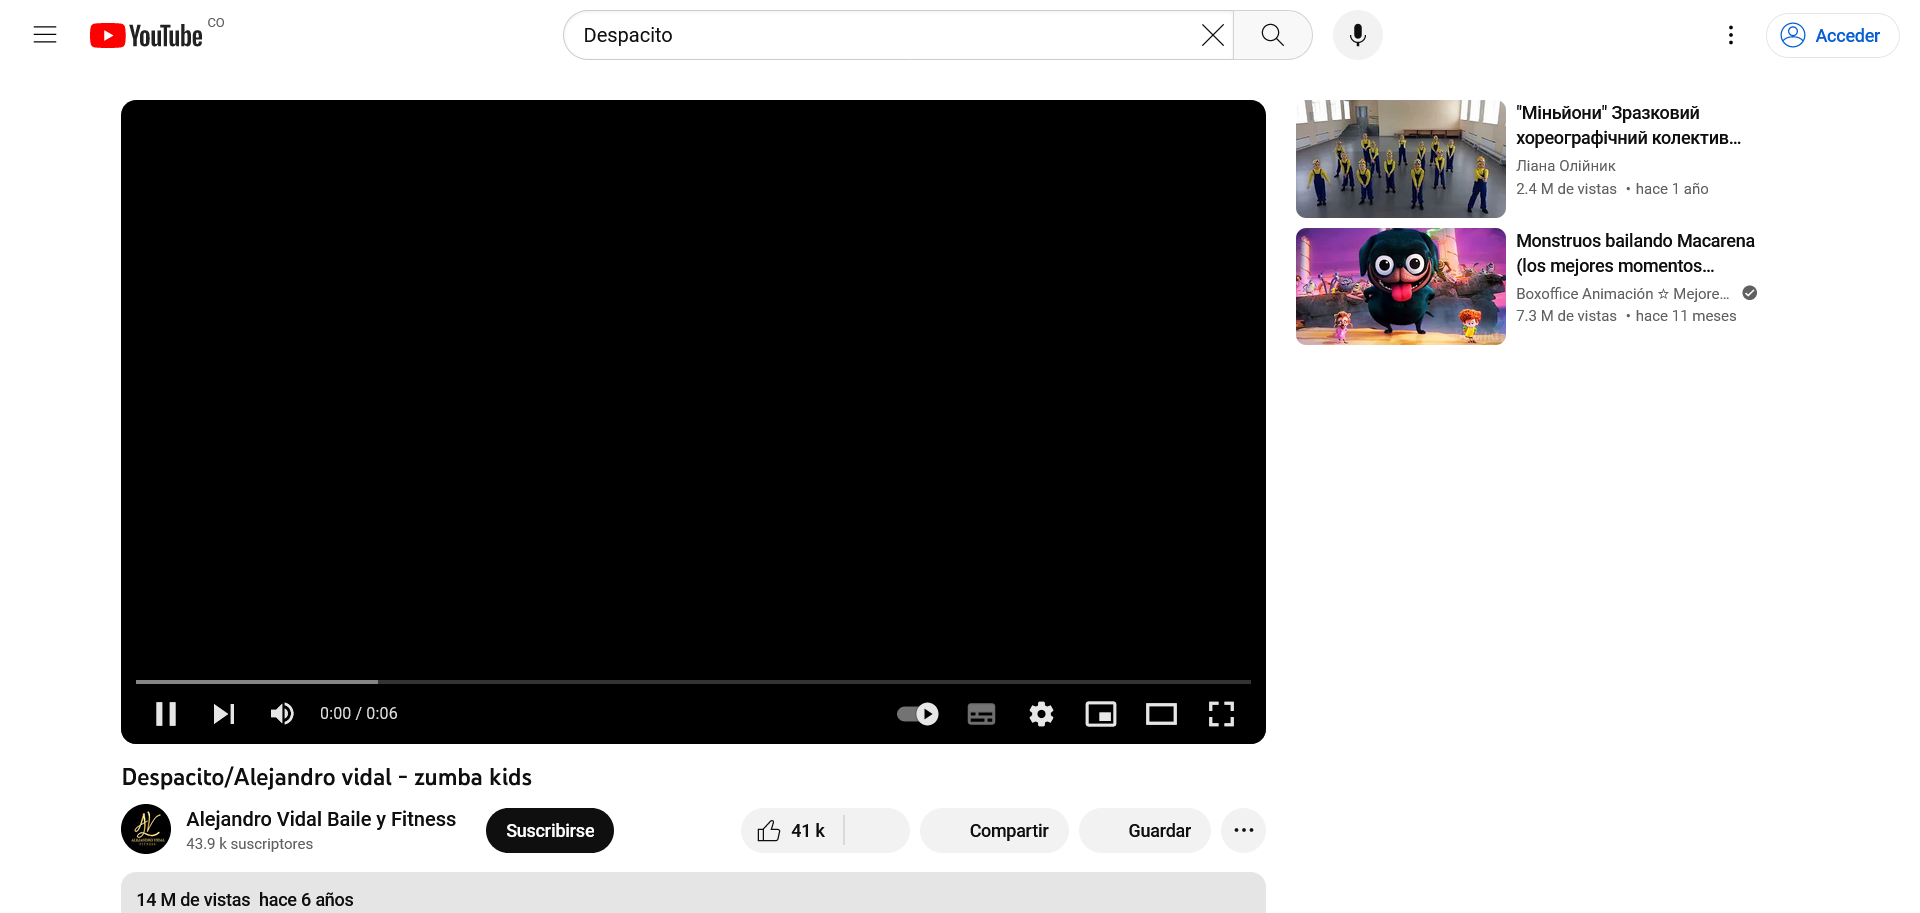 YouTube CO
Despacito
Acceder
"Міньйони" Зразковий
хореографічний колектив...
Ліана Олійник
2.4 M de vistas • hace 1 año
Monstruos bailando Macarena
(los mejores momentos...
Boxoffice Animación ☆ Mejore...
7.3 M de vistas • hace 11 meses
0:00 / 0:06
Despacito/Alejandro vidal - zumba kids
Alejandro Vidal Baile y Fitness
43.9 k suscriptores
Suscribirse
41 k
Compartir
Guardar
14 M de vistas hace 6 años